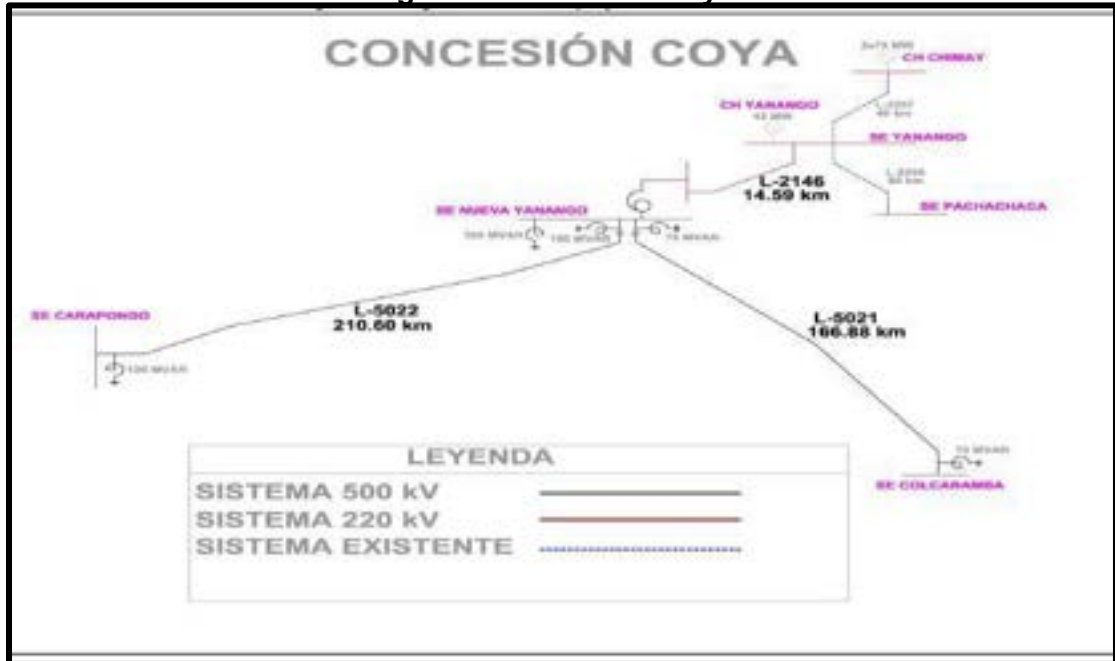 CONCESIÓN COYA
CH CHIMAY
CH YANANGO
42 MW
SE YANANGO
L-2146
14.59 km
SE PACHACHACA
SE NUEVA YANANGO
L-5022
210.60 km
L-5021
166.88 km
SE CARAPONGO
SE COLCABAMBA
LEYENDA
SISTEMA 500 kV
SISTEMA 220 kV
SISTEMA EXISTENTE